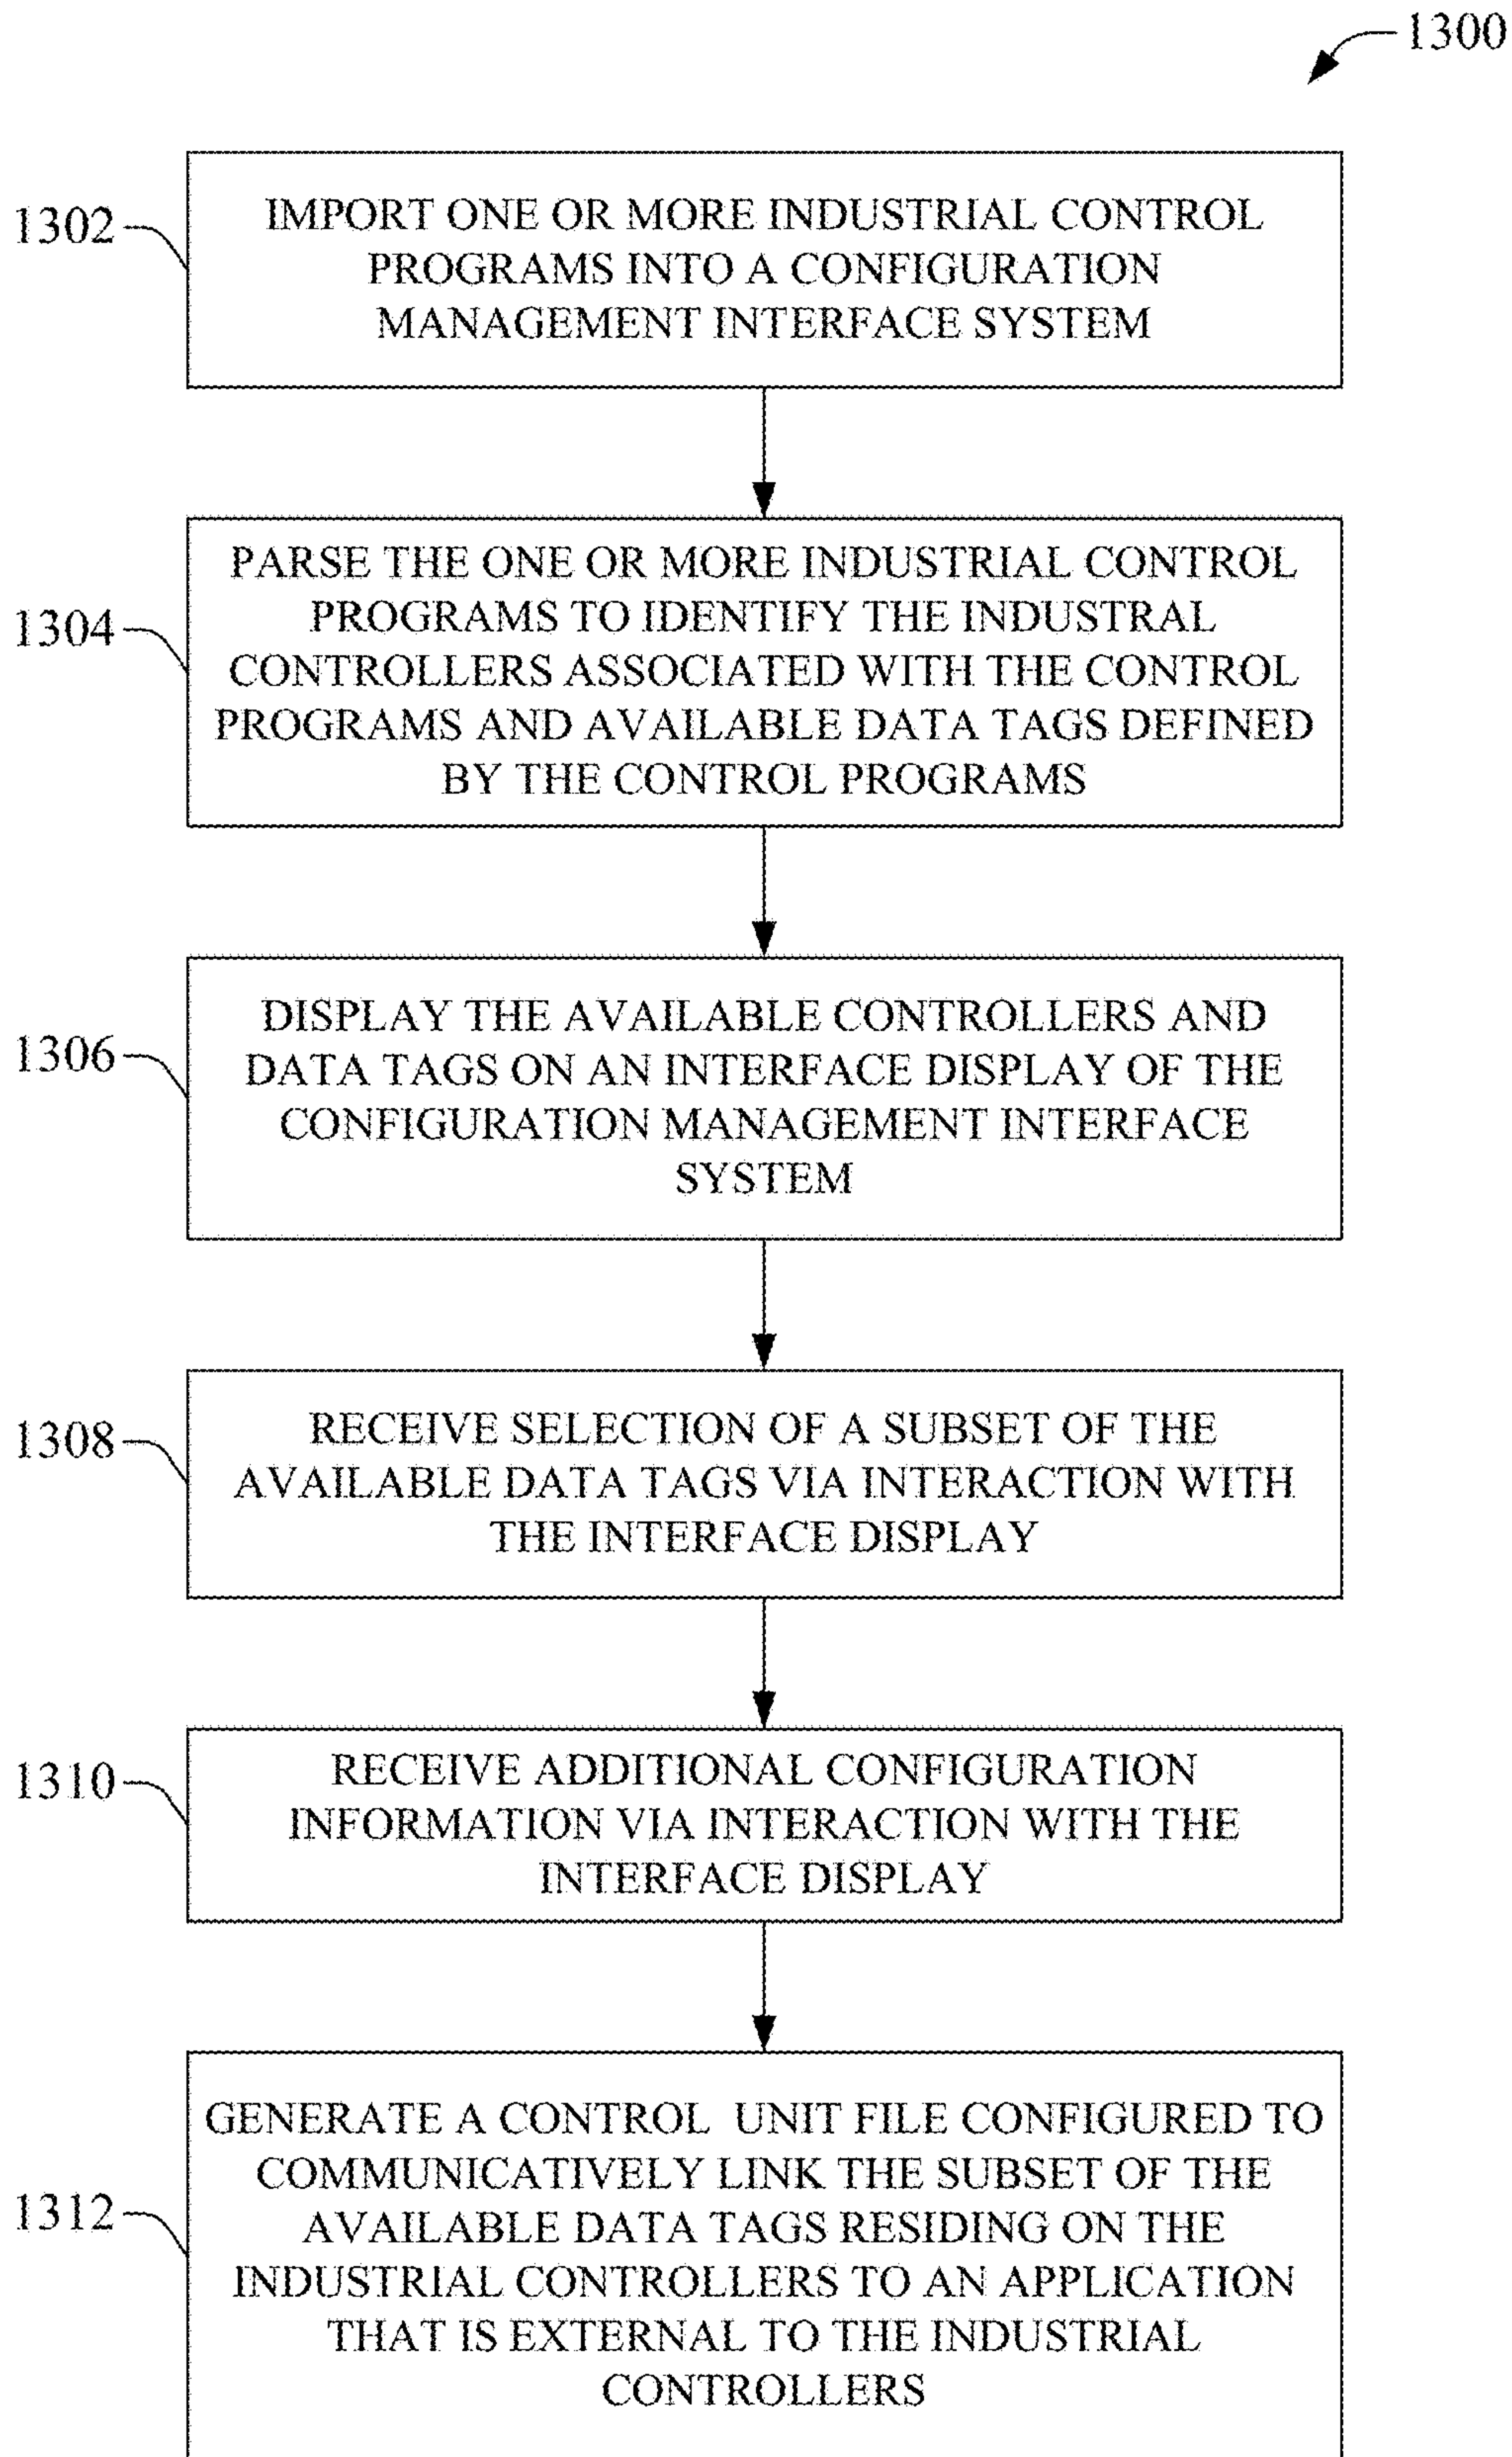 1300
1302
IMPORT ONE OR MORE INDUSTRIAL CONTROL
PROGRAMS INTO A CONFIGURATION
MANAGEMENT INTERFACE SYSTEM
1304
PARSE THE ONE OR MORE INDUSTRIAL CONTROL
PROGRAMS TO IDENTIFY THE INDUSTRAL
CONTROLLERS ASSOCIATED WITH THE CONTROL
PROGRAMS AND AVAILABLE DATA TAGS DEFINED
BY THE CONTROL PROGRAMS
1306
DISPLAY THE AVAILABLE CONTROLLERS AND
DATA TAGS ON AN INTERFACE DISPLAY OF THE
CONFIGURATION MANAGEMENT INTERFACE
SYSTEM
1308
RECEIVE SELECTION OF A SUBSET OF THE
AVAILABLE DATA TAGS VIA INTERACTION WITH
THE INTERFACE DISPLAY
1310
RECEIVE ADDITIONAL CONFIGURATION
INFORMATION VIA INTERACTION WITH THE
INTERFACE DISPLAY
1312
GENERATE A CONTROL UNIT FILE CONFIGURED TO
COMMUNICATIVELY LINK THE SUBSET OF THE
AVAILABLE DATA TAGS RESIDING ON THE
INDUSTRIAL CONTROLLERS TO AN APPLICATION
THAT IS EXTERNAL TO THE INDUSTRIAL
CONTROLLERS